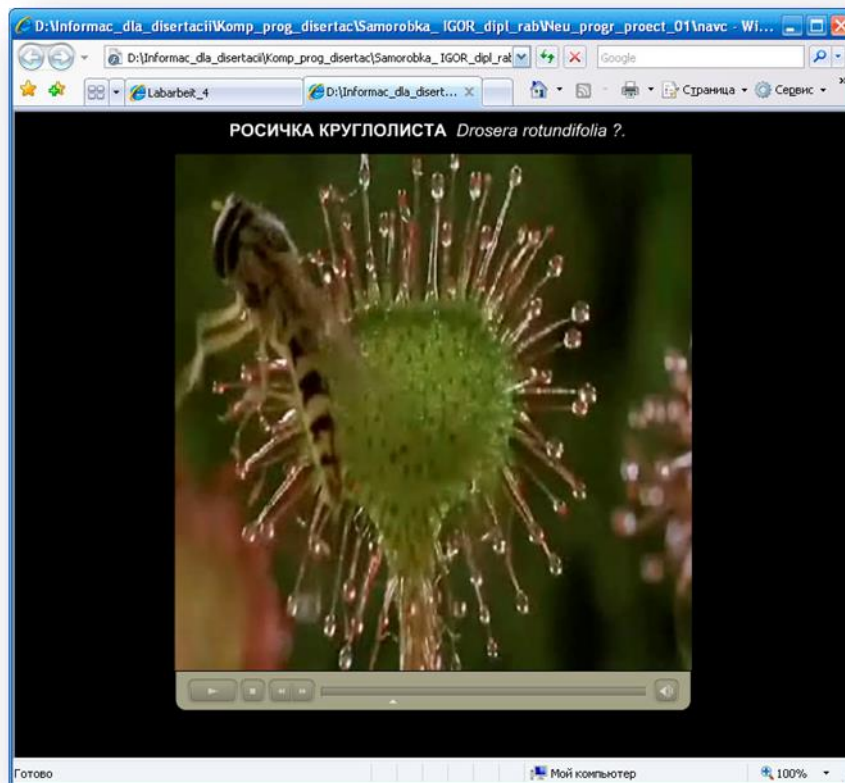 D:\Informac_dla_disertacii\Komp_prog_disertac\Samorobka_ IGOR_dipl_rab\Neu_progr_proect_01\navc - Wi...
D:\Informac_dla_disertacii\Komp_prog_disertac\Samorobka_ IGOR_dipl_rab\
Google
Labarbeit_4
D:\Informac_dla_disert...
Страница
Сервис
»
РОСИЧКА КРУГЛОЛИСТА Drosera rotundifolia ?.
Готово
Мой компьютер
100%